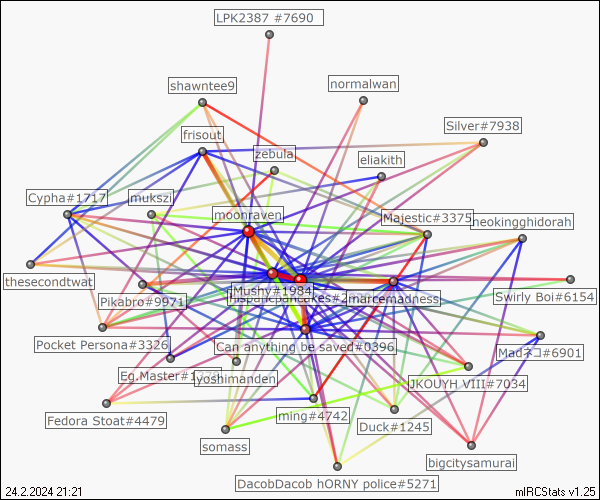 LPK2387 #7690
shawntee9
normalwan
Silver#7938
frisout
zebula
eliakith
Cypha#1717
mukszi
moonraven
Majestic#3375
neokingghidorah
thesecondtwat
Mushy#1984
Pikabro#9971
marcemadness
Swirly Boi#6154
Pocket Persona#3326
Can anything be saved#0396
Madネコ#6901
Eg.Master#1
yoshimanden
JKOUYH VIII#7034
Fedora Stoat#4479
ming#4742
Duck#1245
somass
bigcitysamurai
DacobDacob hORNY police#5271
24.2.2024 21:21
mIRCStats v1.25